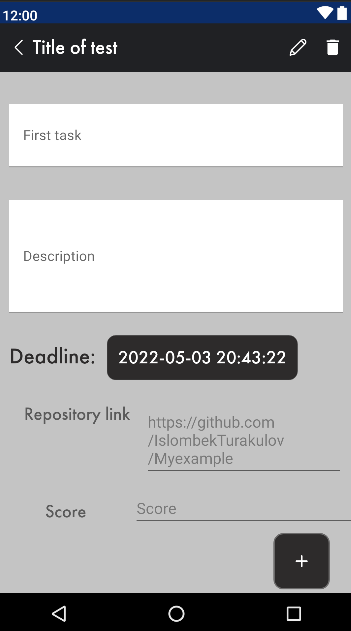 12:00
Title of test
First task
Description
Deadline: 2022-05-03 20:43:22
Repository link
https://github.com
/IslombekTurakulov
/Myexample
Score Score
+